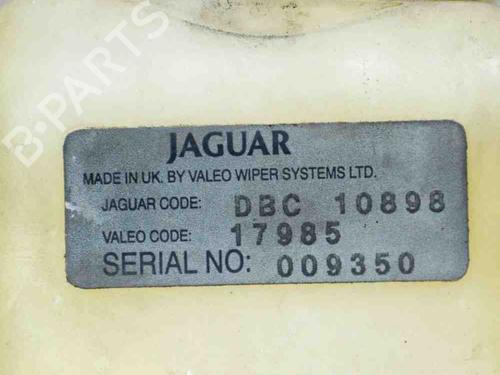 B-PARTS
JAGUAR
MADE IN UK. BY VALEO WIPER SYSTEMS LTD.
JAGUAR CODE: DBC 10898
VALEO CODE: 17985
SERIAL NO: 009350